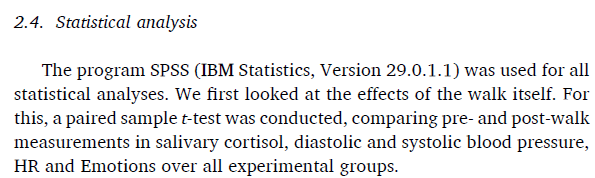 2.4. Statistical analysis
The program SPSS (IBM Statistics, Version 29.0.1.1) was used for all
statistical analyses. We first looked at the effects of the walk itself. For
this, a paired sample t-test was conducted, comparing pre- and post-walk
measurements in salivary cortisol, diastolic and systolic blood pressure,
HR and Emotions over all experimental groups.